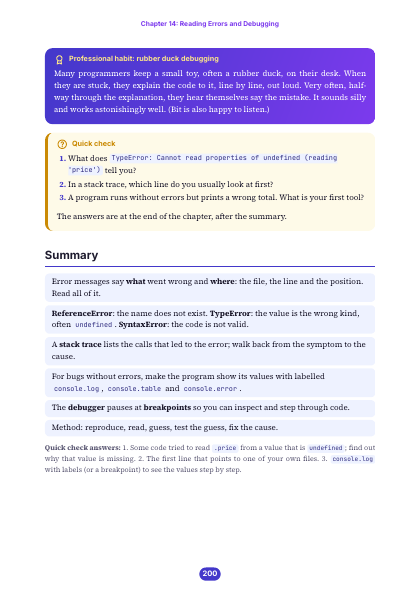 Chapter 14: Reading Errors and Debugging
Professional habit: rubber duck debugging
Many programmers keep a small toy, often a rubber duck, on their desk. When
they are stuck, they explain the code to it, line by line, out loud. Very often, half-
way through the explanation, they hear themselves say the mistake. It sounds silly
and works astonishingly well. (Bit is also happy to listen.)
Quick check
1. What does TypeError: Cannot read properties of undefined (reading
'price') tell you?
2. In a stack trace, which line do you usually look at first?
3. A program runs without errors but prints a wrong total. What is your first tool?
The answers are at the end of the chapter, after the summary.
Summary
Error messages say what went wrong and where: the file, the line and the position.
Read all of it.
ReferenceError: the name does not exist. TypeError: the value is the wrong kind,
often undefined. SyntaxError: the code is not valid.
A stack trace lists the calls that led to the error; walk back from the symptom to the
cause.
For bugs without errors, make the program show its values with labelled
console.log, console.table and console.error.
The debugger pauses at breakpoints so you can inspect and step through code.
Method: reproduce, read, guess, test the guess, fix the cause.
Quick check answers: 1. Some code tried to read .price from a value that is undefined; find out
why that value is missing. 2. The first line that points to one of your own files. 3. console.log
with labels (or a breakpoint) to see the values step by step.
200